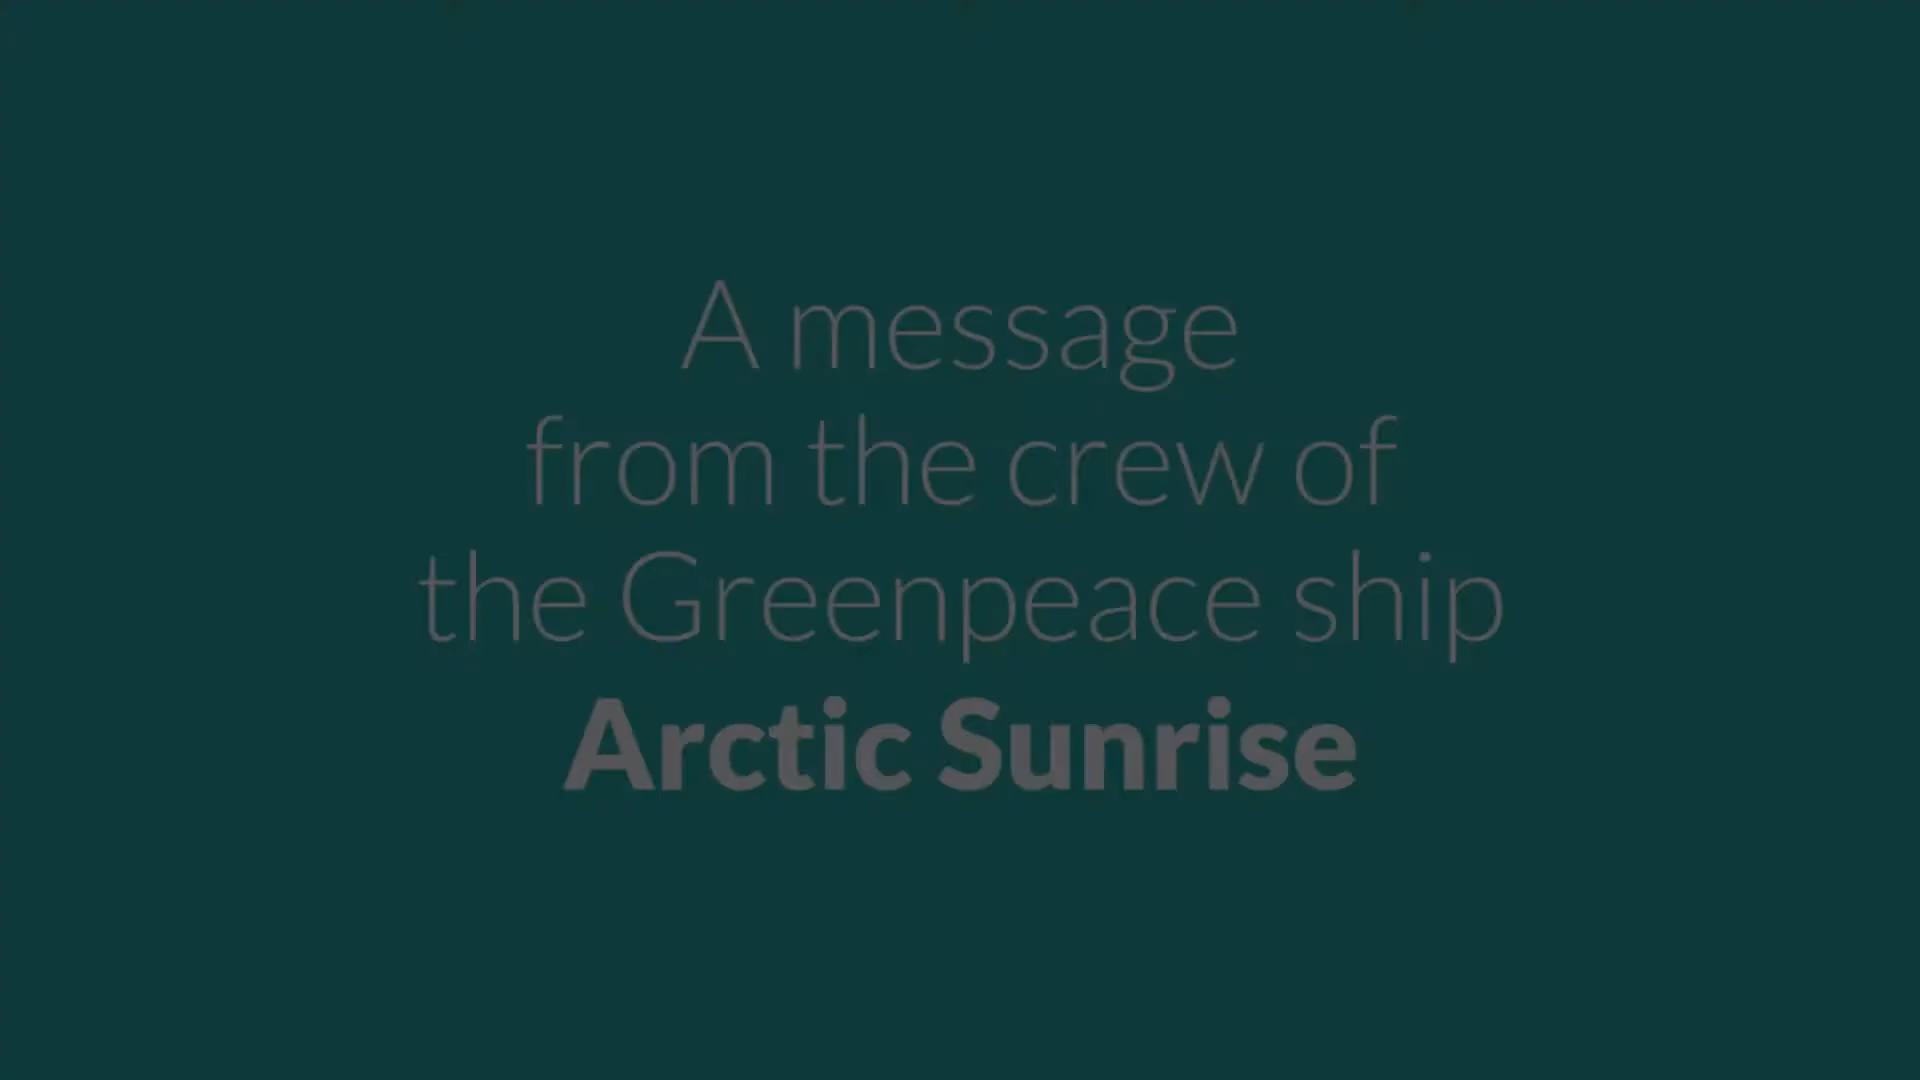 A message
from the crew of
the Greenpeace ship
Arctic Sunrise